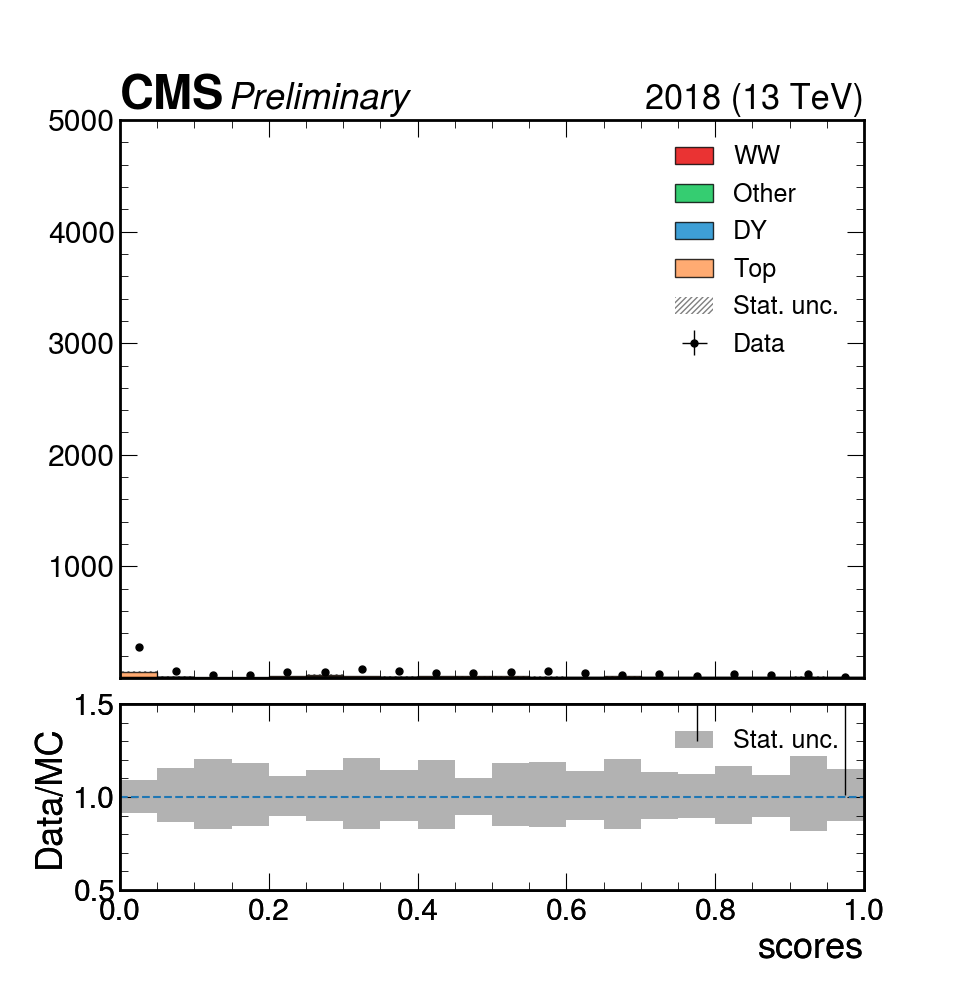 CMS Preliminary 2018 (13 TeV)
5000
4000
3000
2000
1000
WW
Other
DY
Top
Stat. unc.
Data
1.5
1.0
0.5
Data/MC
Stat. unc.
0.0 0.2 0.4 0.6 0.8 1.0
scores